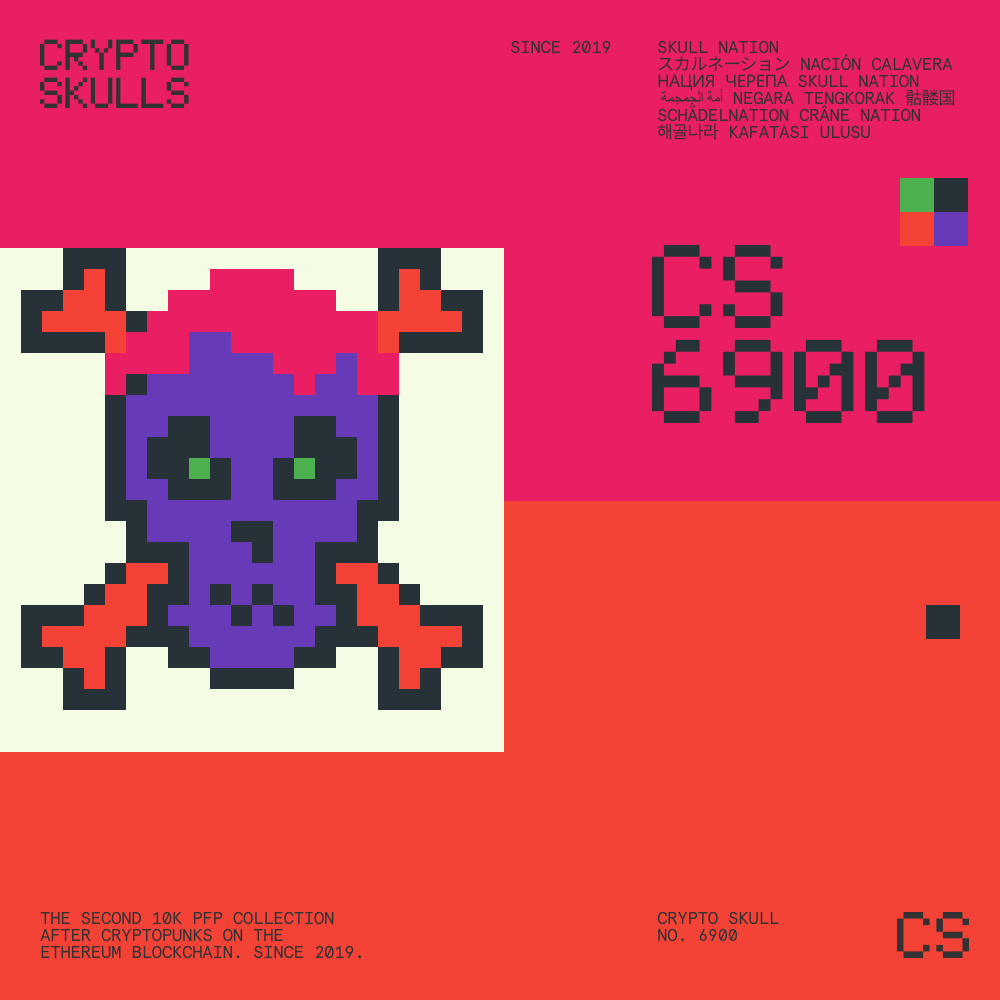 CRYPTO
SKULLS
SINCE 2019
SKULL NATION
スカルネーション NACIÓN CALAVERA
НАЦИЯ ЧЕРЕПА SKULL NATION
أمة الجمجمة NEGARA TENGKORAK 骷髅国
SCHÄDELNATION CRÂNE NATION
해골나라 KAFATASI ULUSU
CS
6900
THE SECOND 10K PFP COLLECTION
AFTER CRYPTOPUNKS ON THE
ETHEREUM BLOCKCHAIN. SINCE 2019.
CRYPTO SKULL
NO. 6900
CS